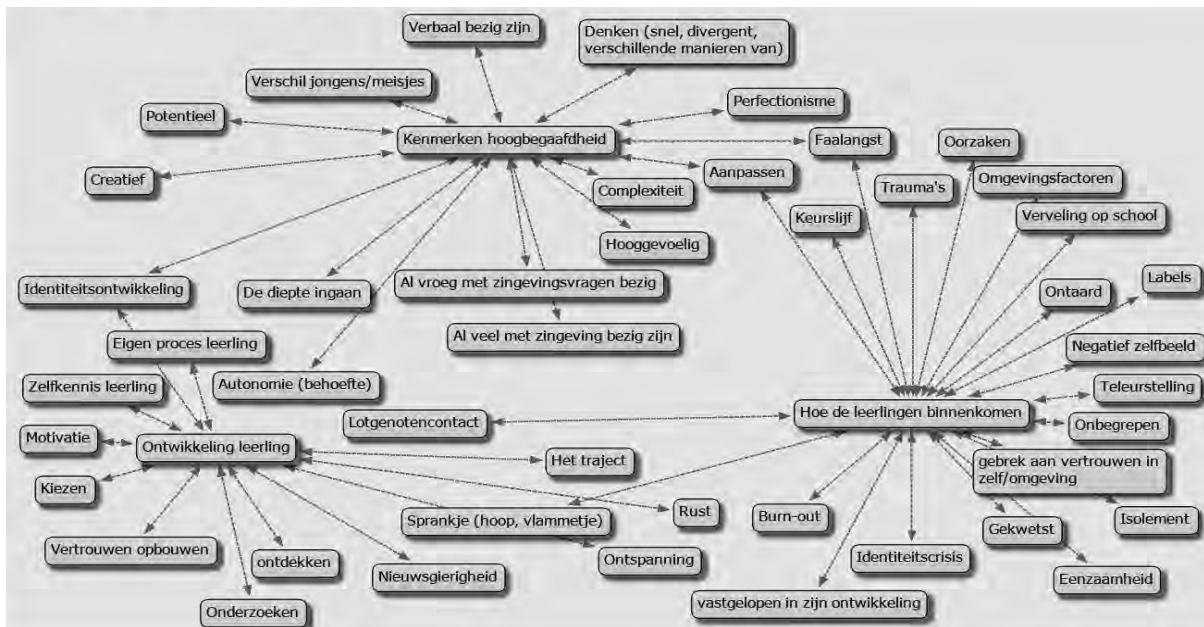 Verbaal bezig zijn
Denken (snel, divergent,
verschillende manieren van)
Verschil jongens/meisjes
Perfectionisme
Potentieel
Kenmerken hoogbegaafdheid
Faalangst
Oorzaken
Creatief
Complexiteit
Aanpassen
Trauma's
Omgevingsfactoren
Keurslijf
Verveling op school
Hooggevoelig
Identiteitsontwikkeling
De diepte ingaan
Al vroeg met zingevingsvragen bezig
Ontaard
Labels
Eigen proces leerling
Al veel met zingeving bezig zijn
Negatief zelfbeeld
Zelfkennis leerling
Autonomie (behoefte)
Teleurstelling
Lotgenotencontact
Hoe de leerlingen binnenkomen
Onbegrepen
Motivatie
Ontwikkeling leerling
Het traject
gebrek aan vertrouwen in
zelf/omgeving
Kiezen
Sprankje (hoop, vlammetje)
Rust
Burn-out
Gekwetst
Isolement
Vertrouwen opbouwen
ontdekken
Nieuwsgierigheid
Ontspanning
Identiteitscrisis
Eenzaamheid
Onderzoeken
vastgelopen in zijn ontwikkeling